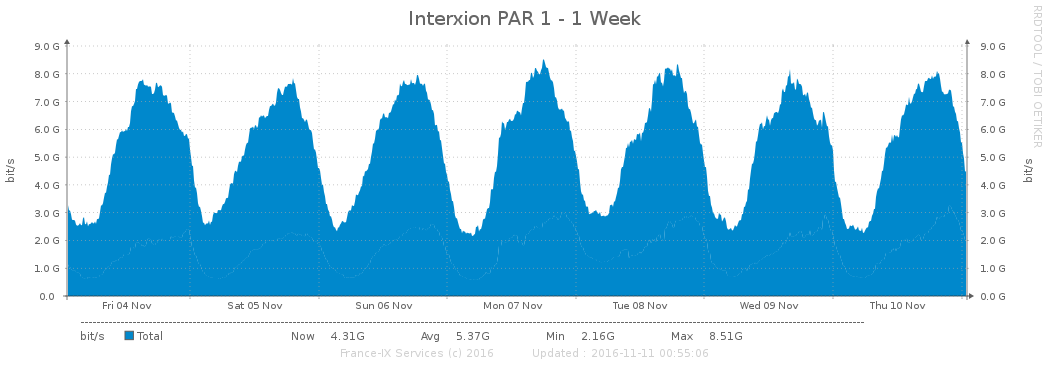 Interxion PAR 1 - 1 Week
RRDTOOL / TOBI OETIKER
9.0 G 9.0 G
8.0 G 8.0 G
7.0 G 7.0 G
6.0 G 6.0 G
5.0 G 5.0 G
4.0 G 4.0 G
3.0 G 3.0 G
2.0 G 2.0 G
1.0 G 1.0 G
0.0 0.0 G
bit/s bit/s
Fri 04 Nov Sat 05 Nov Sun 06 Nov Mon 07 Nov Tue 08 Nov Wed 09 Nov Thu 10 Nov
bit/s Total Now 4.31G Avg 5.37G Min 2.16G Max 8.51G
France-IX Services (c) 2016 Updated : 2016-11-11 00:55:06